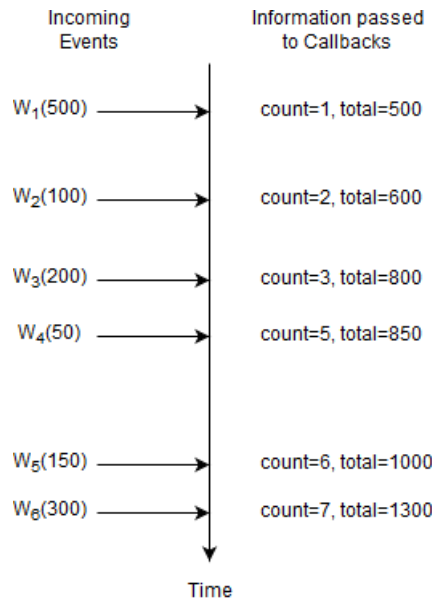 Incoming Events
Information passed to Callbacks
W₁(500) count=1, total=500
W₂(100) count=2, total=600
W₃(200) count=3, total=800
W₄(50) count=5, total=850
W₅(150) count=6, total=1000
W₆(300) count=7, total=1300
Time